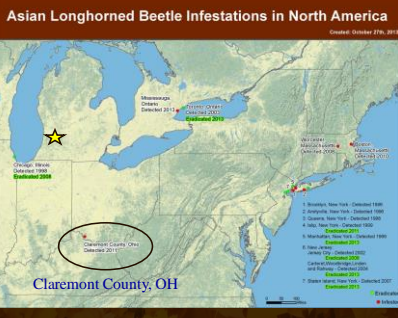 Asian Longhorned Beetle Infestations in North America
Created: October 27th, 2013
Mississauga
Ontario
Detected 2013
Toronto, Ontario
Detected 2003
Eradicated 2013
Worcester
Massachusetts
Detected 2008
Boston
Massachusetts
Detected 2010
Chicago, Illinois
Detected 1998
Eradicated 2008
Claremont County, Ohio
Detected 2011
Claremont County, OH
1 Brooklyn, New York - Detected 1996
2 Amityville, New York - Detected 1996
3 Queens, New York - Detected 1999
4 Islip, New York - Detected 1999
Eradicated 2011
5 Manhattan, New York - Detected 1999
Eradicated 2013
6 New Jersey
Jersey City - Detected 2002
Eradicated 2008
Carteret, Woodbridge, Linden
and Rahway - Detected 2004
Eradicated 2013
7 Staten Island, New York - Detected 2007
Eradicated